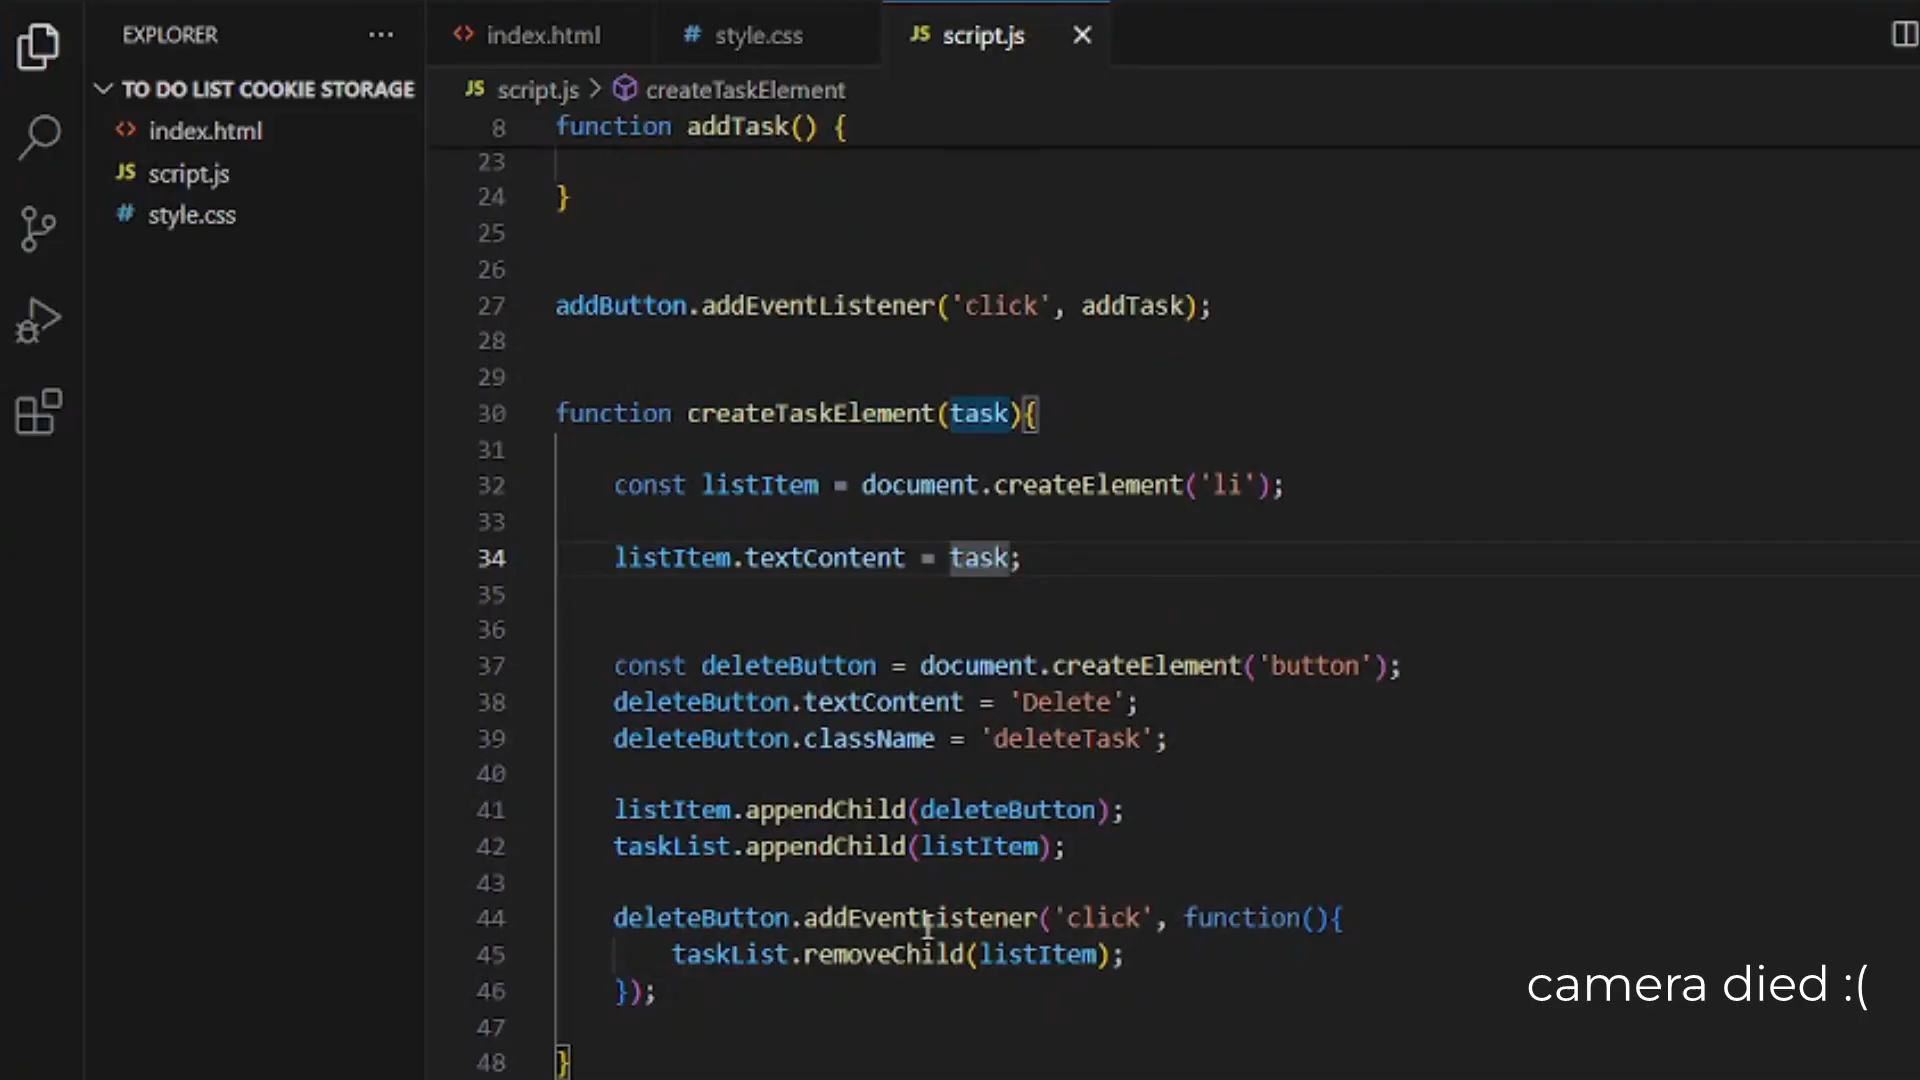 EXPLORER
TO DO LIST COOKIE STORAGE
<> index.html
JS script.js
# style.css
<> index.html # style.css JS script.js
JS script.js > createTaskElement
8 function addTask() {
23
24 }
25
26
27 addButton.addEventListener('click', addTask);
28
29
30 function createTaskElement(task){
31
32 const listItem = document.createElement('li');
33
34 listItem.textContent = task;
35
36
37 const deleteButton = document.createElement('button');
38 deleteButton.textContent = 'Delete';
39 deleteButton.className = 'deleteTask';
40
41 listItem.appendChild(deleteButton);
42 taskList.appendChild(listItem);
43
44 deleteButton.addEventListener('click', function(){
45 taskList.removeChild(listItem);
46 });
47
48 }
camera died :(